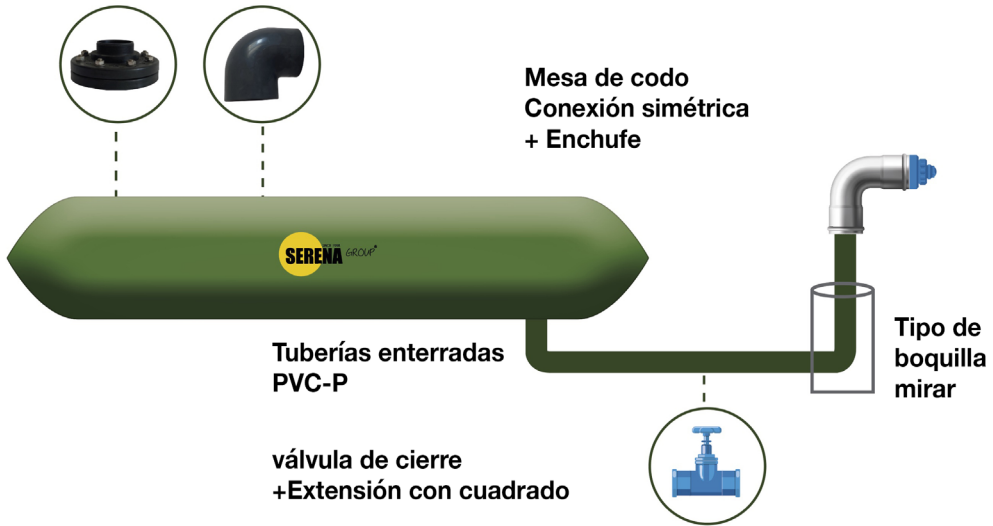 Mesa de codo
Conexión simétrica
+ Enchufe
SERENA GROUP
Tuberías enterradas
PVC-P
Tipo de
boquilla
mirar
válvula de cierre
+Extensión con cuadrado